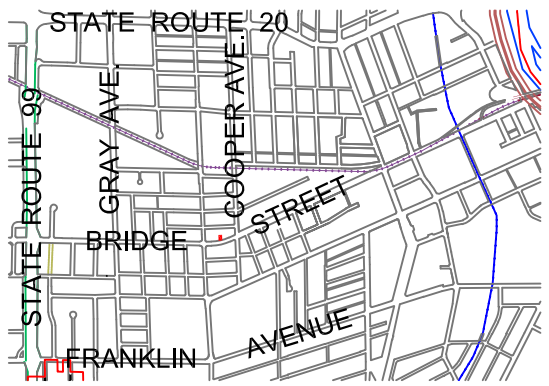 STATE ROUTE 20
STATE ROUTE 99
GRAY AVE.
COOPER AVE.
BRIDGE STREET
FRANKLIN AVENUE